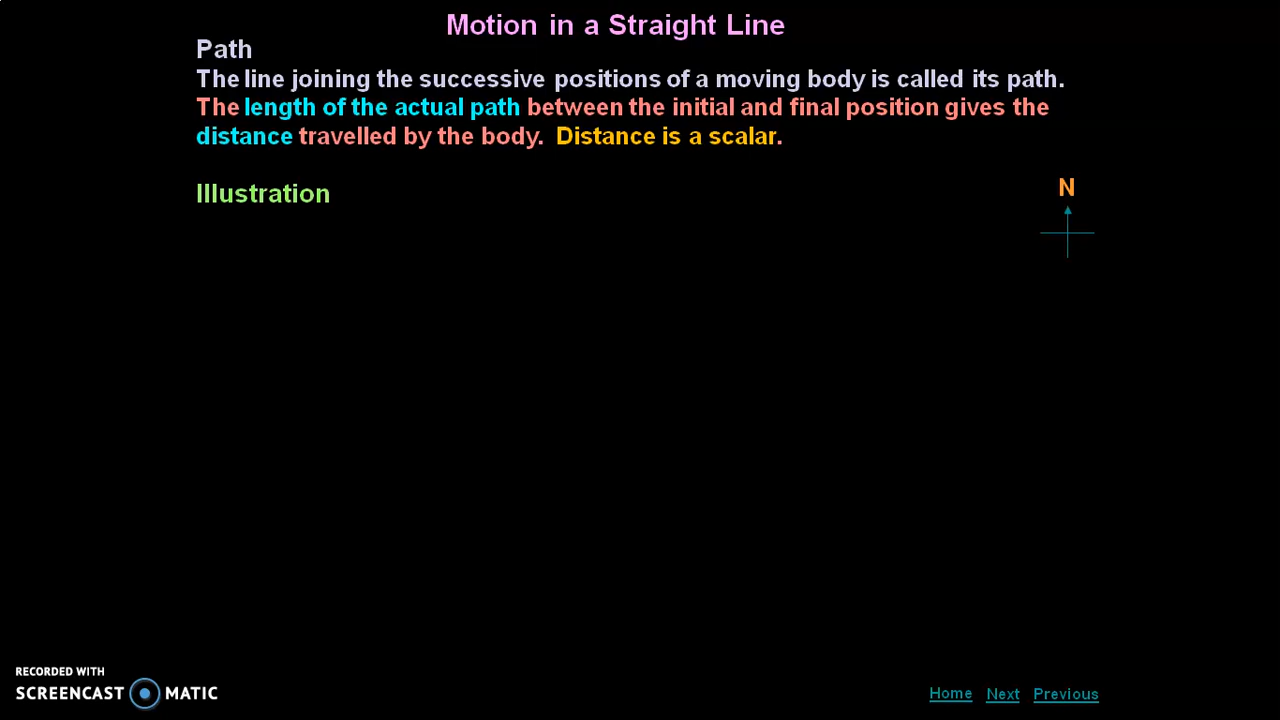 Motion in a Straight Line
Path
The line joining the successive positions of a moving body is called its path.
The length of the actual path between the initial and final position gives the
distance travelled by the body. Distance is a scalar.
Illustration
N
RECORDED WITH
SCREENCAST MATIC
Home Next Previous